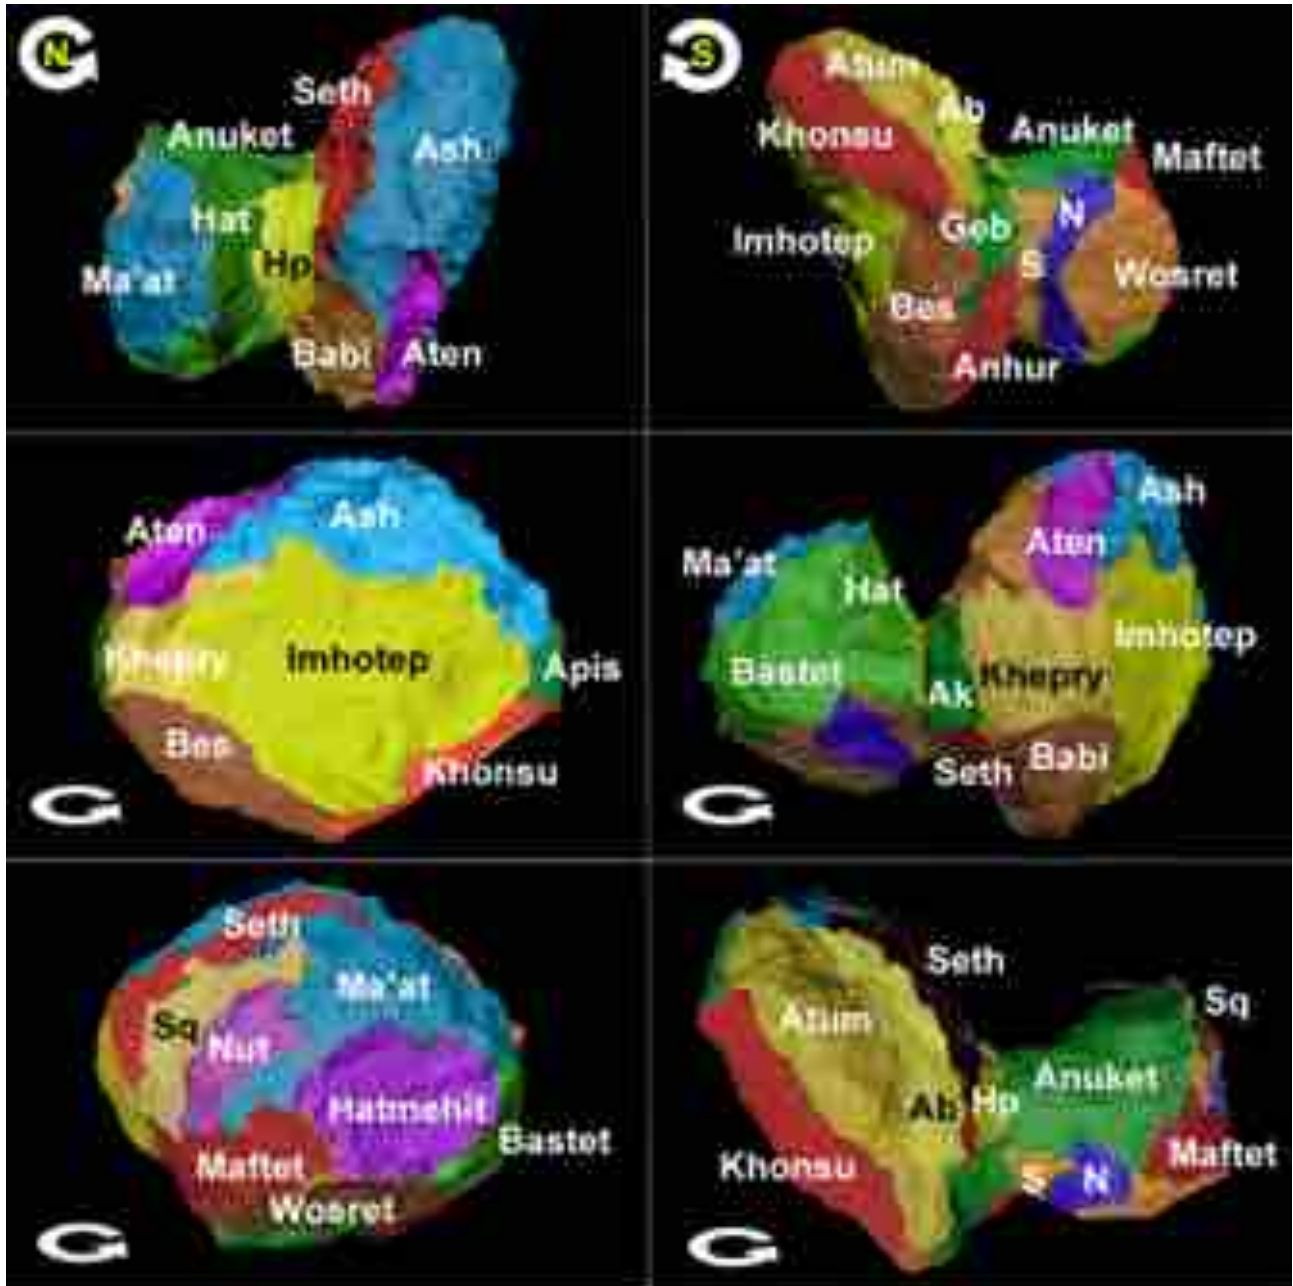 N
Seth
Anuket
Ash
Hat
Hp
Ma'at
Babi
Aten
S
Atum
Ab
Khonsu
Anuket
Maftet
N
Geb
Imhotep
S
Wosret
Bes
Anhur
Ash
Aten
Khepry
Imhotep
Apis
Bes
Khonsu
Ash
Aten
Ma'at
Hat
Imhotep
Bastet
Khepry
Ak
Babi
Seth
Seth
Ma'at
Sq
Nut
Hatmehit
Bastet
Maftet
Wosret
Seth
Sq
Atum
Anuket
Ab
Hp
Maftet
Khonsu
S
N